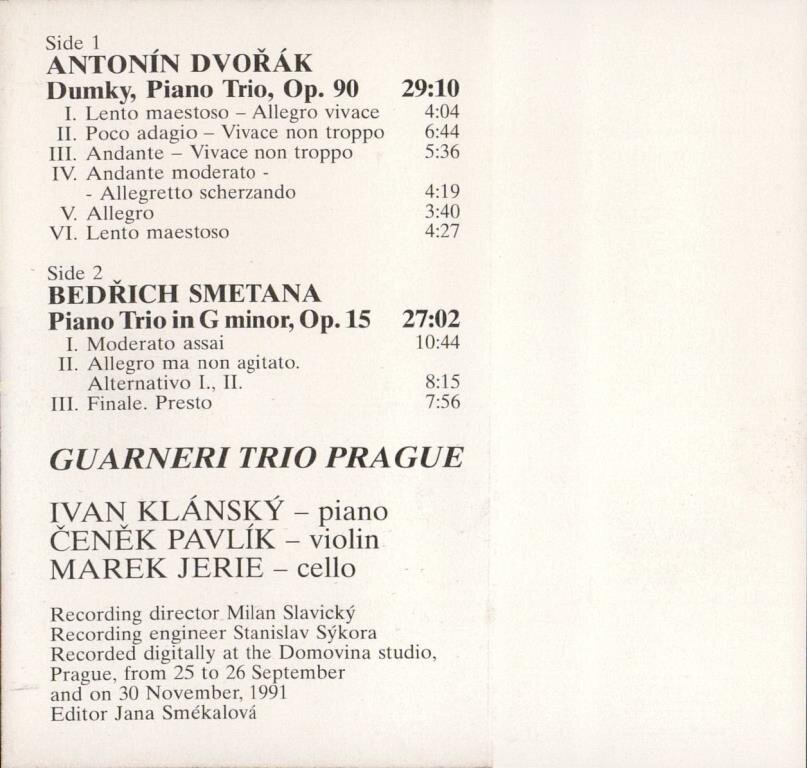 Side 1
ANTONÍN DVOŘÁK
Dumky, Piano Trio, Op. 90 29:10
I. Lento maestoso – Allegro vivace 4:04
II. Poco adagio – Vivace non troppo 6:44
III. Andante – Vivace non troppo 5:36
IV. Andante moderato -
- Allegretto scherzando 4:19
V. Allegro 3:40
VI. Lento maestoso 4:27
Side 2
BEDŘICH SMETANA
Piano Trio in G minor, Op. 15 27:02
I. Moderato assai 10:44
II. Allegro ma non agitato.
Alternativo I., II. 8:15
III. Finale. Presto 7:56
GUARNERI TRIO PRAGUE
IVAN KLÁNSKÝ – piano
ČENĚK PAVLÍK – violin
MAREK JERIE – cello
Recording director Milan Slavický
Recording engineer Stanislav Sýkora
Recorded digitally at the Domovina studio,
Prague, from 25 to 26 September
and on 30 November, 1991
Editor Jana Smékalová